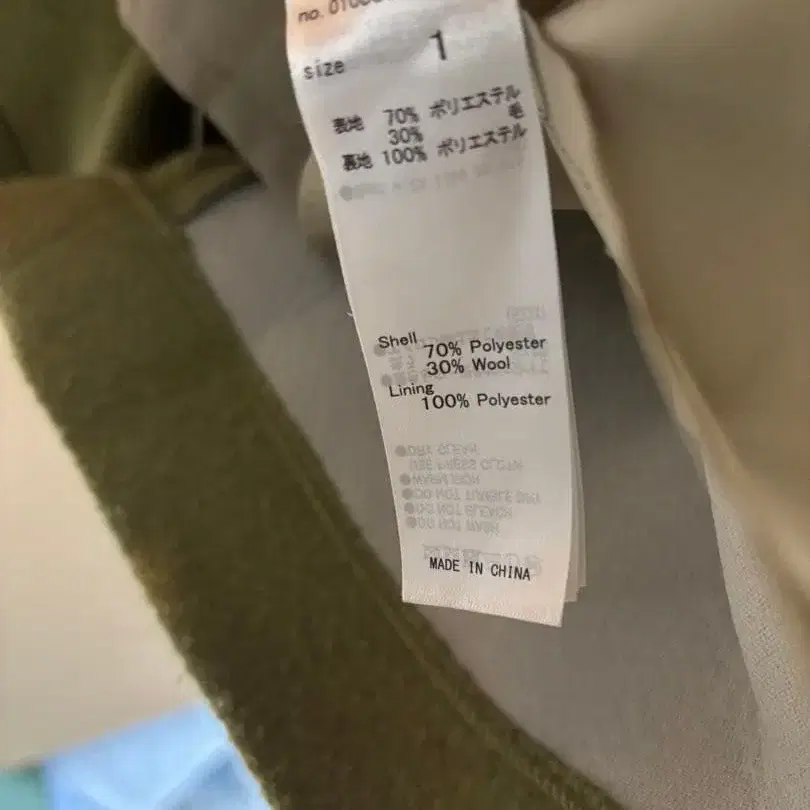 size 1
表地 70% ポリエステル
30% 毛
裏地 100% ポリエステル
Shell
70% Polyester
30% Wool
Lining
100% Polyester
MADE IN CHINA